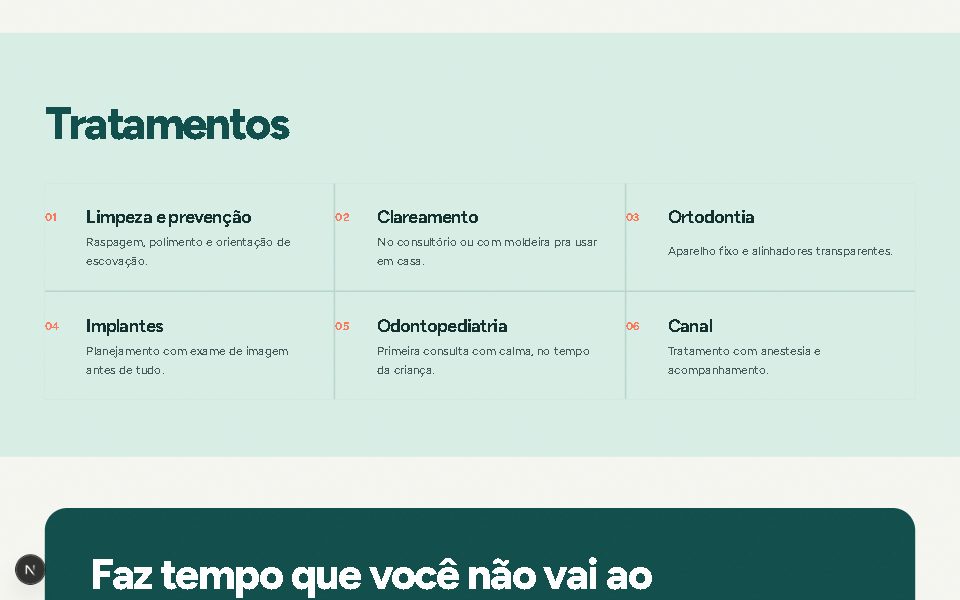 Tratamentos
01 Limpeza e prevenção
Raspagem, polimento e orientação de
escovação.
02 Clareamento
No consultório ou com moldeira pra usar
em casa.
03 Ortodontia
Aparelho fixo e alinhadores transparentes.
04 Implantes
Planejamento com exame de imagem
antes de tudo.
05 Odontopediatria
Primeira consulta com calma, no tempo
da criança.
06 Canal
Tratamento com anestesia e
acompanhamento.
Faz tempo que você não vai ao
N